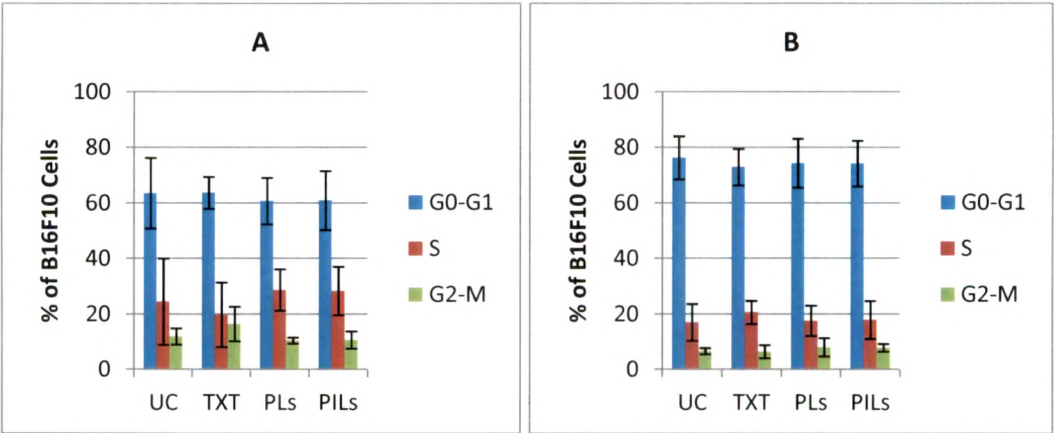 A
100
80
60
40
20
0
% of B16F10 Cells
UC TXT PLs PILs
G0-G1
S
G2-M
B
100
80
60
40
20
0
% of B16F10 Cells
UC TXT PLs PILs
G0-G1
S
G2-M